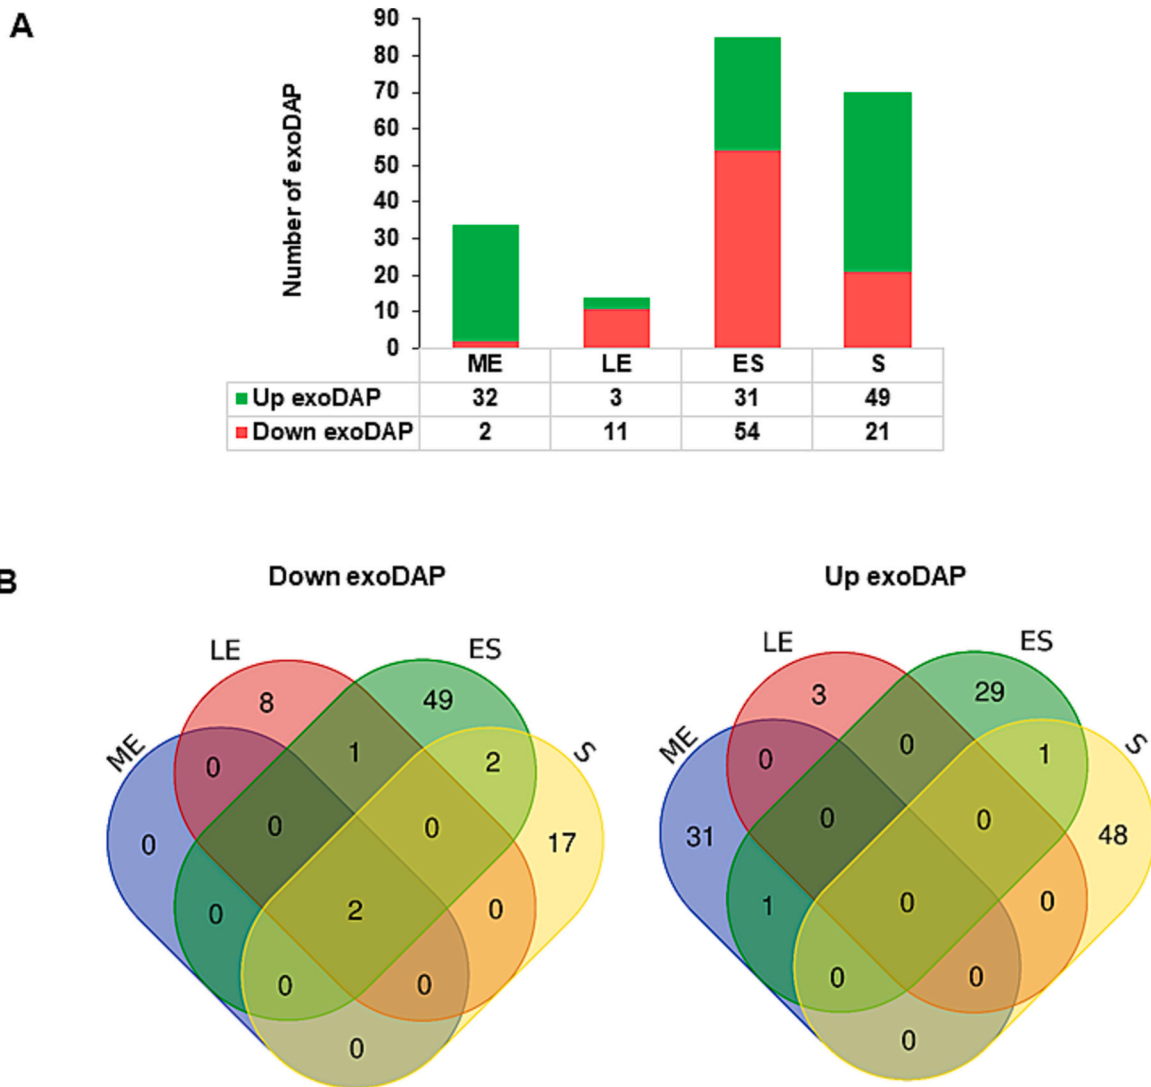 A
Number of exoDAP
90
80
70
60
50
40
30
20
10
0
ME LE ES S
Up exoDAP 32 3 31 49
Down exoDAP 2 11 54 21
B
Down exoDAP Up exoDAP
LE ES
ME S
8 49
1
0 2
0 0
0 17
2
0 0
0 0
0
LE ES
ME S
3 29
0
0 1
0 0
31 48
0
1 0
0 0
0